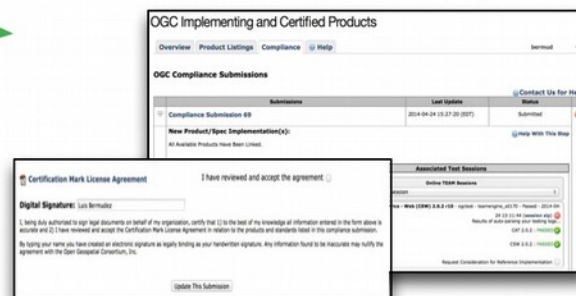 OGC Implementing and Certified Products
Overview Product Listings Compliance Help bermud
OGC Compliance Submissions
Contact Us for He
Submissions Last Update Status
Compliance Submission 69 2014-04-24 15:27:20 (EDT) Submitted
New Product/Spec Implementation(s): Help With This Step
All Available Products Have Been Linked.
Associated Test Sessions
Online TEAM Sessions
Results of auto-parsing your testing logs
CAT 2.0.2 - PASSED
CSW 2.0.2 - PASSED
Request Consideration for Reference Implementation
Certification Mark License Agreement I have reviewed and accept the agreement
Digital Signature: Luis Bermudez
I, being duly authorized to sign legal documents on behalf of my organization, certify that 1) to the best of my knowledge all information entered in the form above is
accurate and 2) I have reviewed and accept the Certification Mark License Agreement in relation to the products and standards listed in this compliance submission.
By typing your name you have created an electronic signature as legally binding as your handwritten signature. Any information found to be inaccurate may nullify the
agreement with the Open Geospatial Consortium, Inc.
Update This Submission